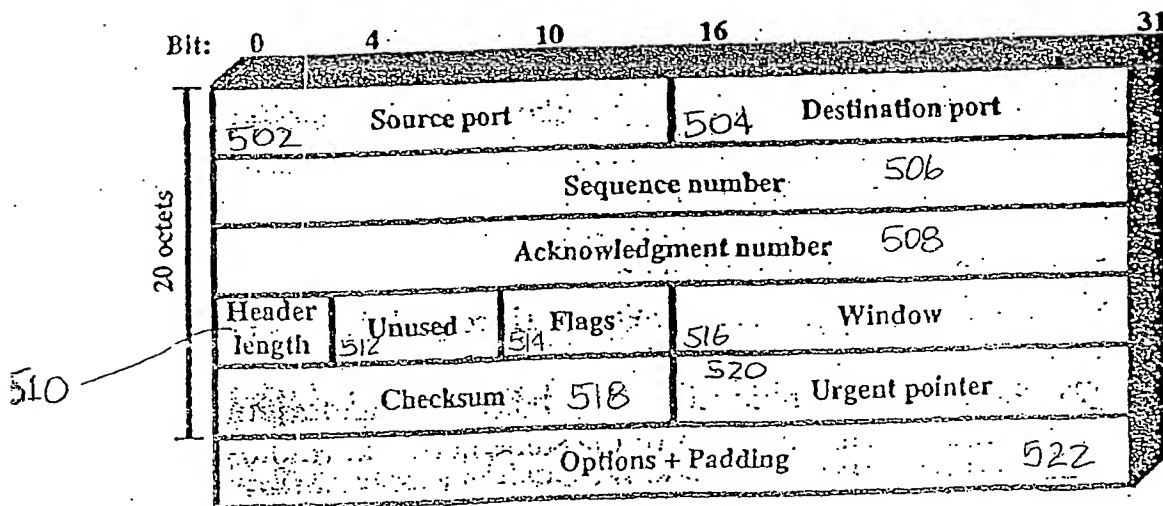 Bit: 0 4 10 16 31
Source port 502 504 Destination port
Sequence number 506
20 octets
Acknowledgment number 508
Header length 512 Unused 514 Flags 516 Window
510
Checksum 518 520 Urgent pointer
Options + Padding 522